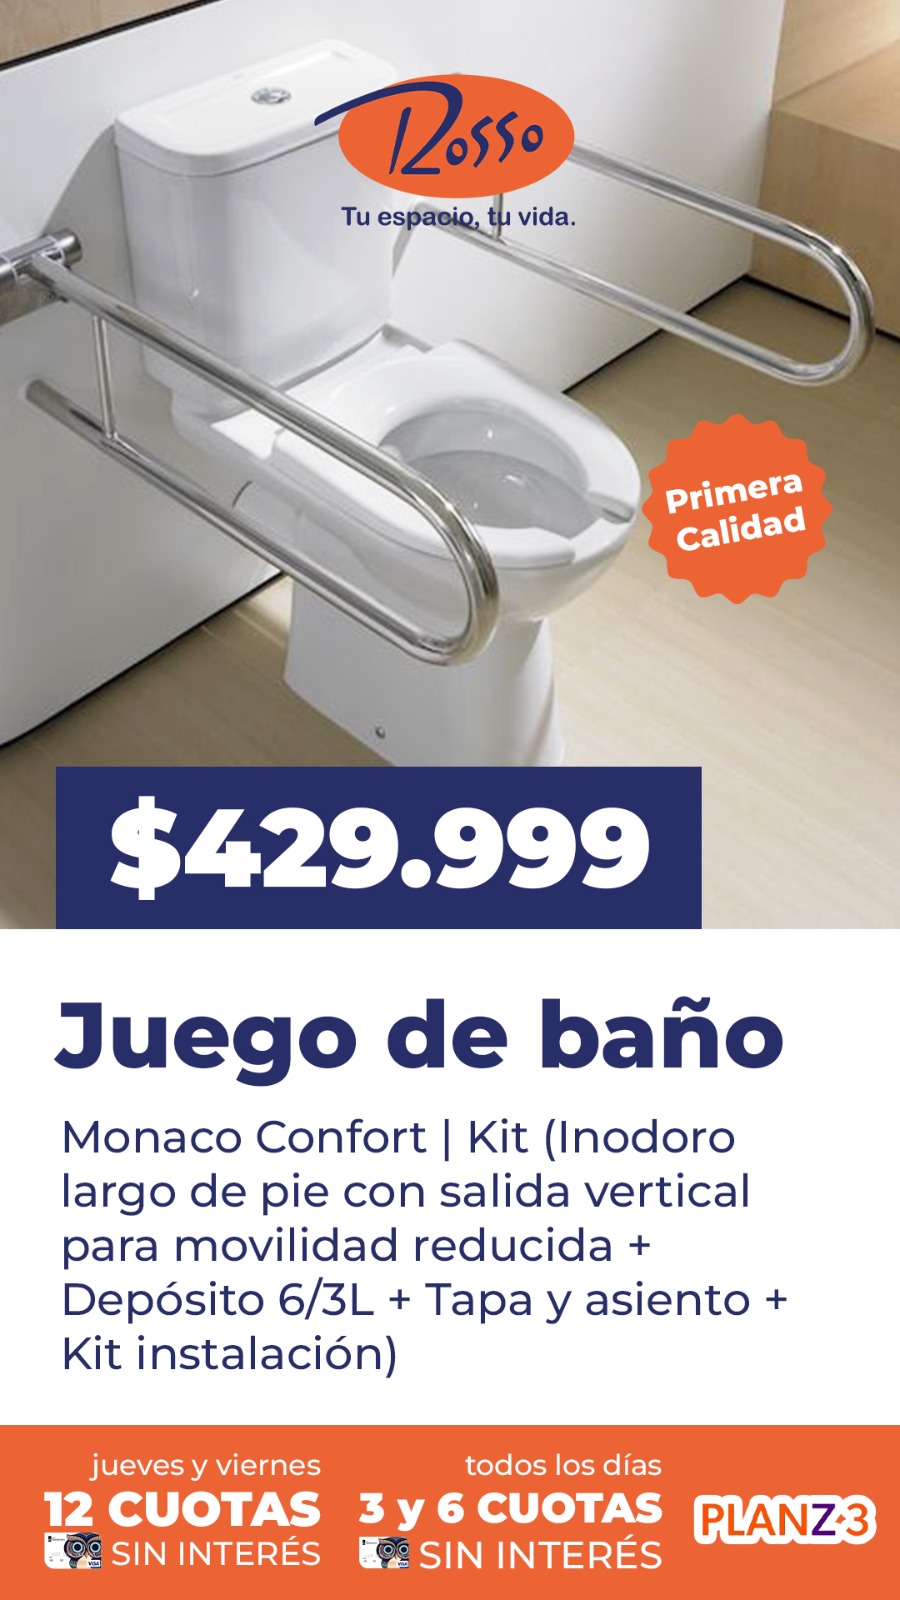 Rosso
Tu espacio, tu vida.
Primera
Calidad
$429.999
Juego de baño
Monaco Confort | Kit (Inodoro
largo de pie con salida vertical
para movilidad reducida +
Depósito 6/3L + Tapa y asiento +
Kit instalación)
jueves y viernes
12 CUOTAS
VISA SIN INTERÉS
todos los días
3 y 6 CUOTAS
VISA SIN INTERÉS
PLANZ3